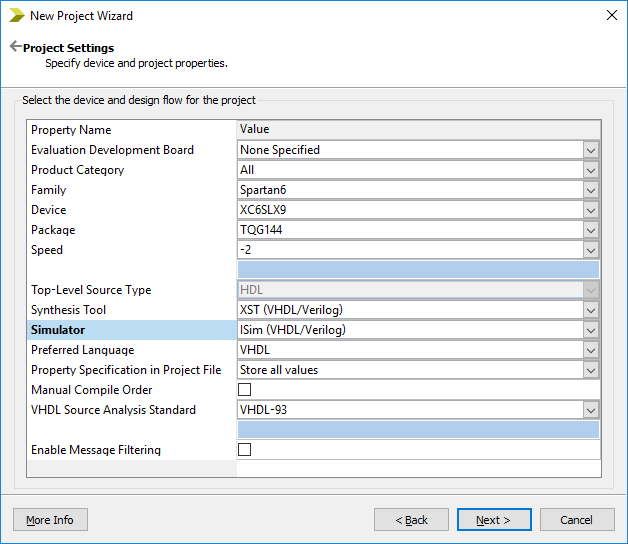 New Project Wizard
Project Settings
Specify device and project properties.
Select the device and design flow for the project
Property Name Value
Evaluation Development Board None Specified
Product Category All
Family Spartan6
Device XC6SLX9
Package TQG144
Speed -2
Top-Level Source Type HDL
Synthesis Tool XST (VHDL/Verilog)
Simulator ISim (VHDL/Verilog)
Preferred Language VHDL
Property Specification in Project File Store all values
Manual Compile Order
VHDL Source Analysis Standard VHDL-93
Enable Message Filtering
More Info < Back Next > Cancel